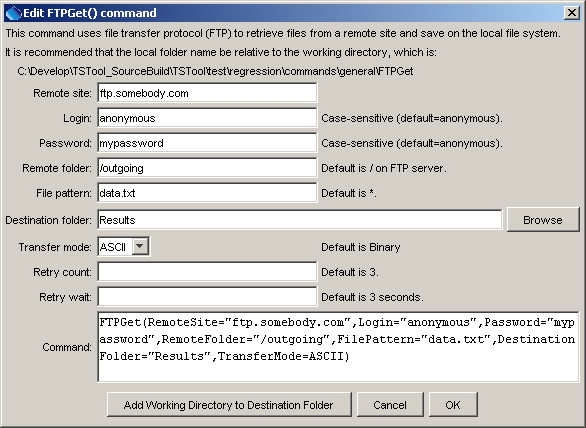 Edit FTPGet() command
This command uses file transfer protocol (FTP) to retrieve files from a remote site and save on the local file system.
It is recommended that the local folder name be relative to the working directory, which is:
C:\Develop\TSTool_SourceBuild\TSTool\test\regression\commands\general\FTPGet
Remote site: ftp.somebody.com
Login: anonymous Case-sensitive (default=anonymous).
Password: mypassword Case-sensitive (default=anonymous).
Remote folder: /outgoing Default is / on FTP server.
File pattern: data.txt Default is *.
Destination folder: Results Browse
Transfer mode: ASCII Default is Binary
Retry count: Default is 3.
Retry wait: Default is 3 seconds.
FTPGet(RemoteSite="ftp.somebody.com",Login="anonymous",Password="myp
Command: assword",RemoteFolder="/outgoing",FilePattern="data.txt",Destination
Folder="Results",TransferMode=ASCII)
Add Working Directory to Destination Folder Cancel OK